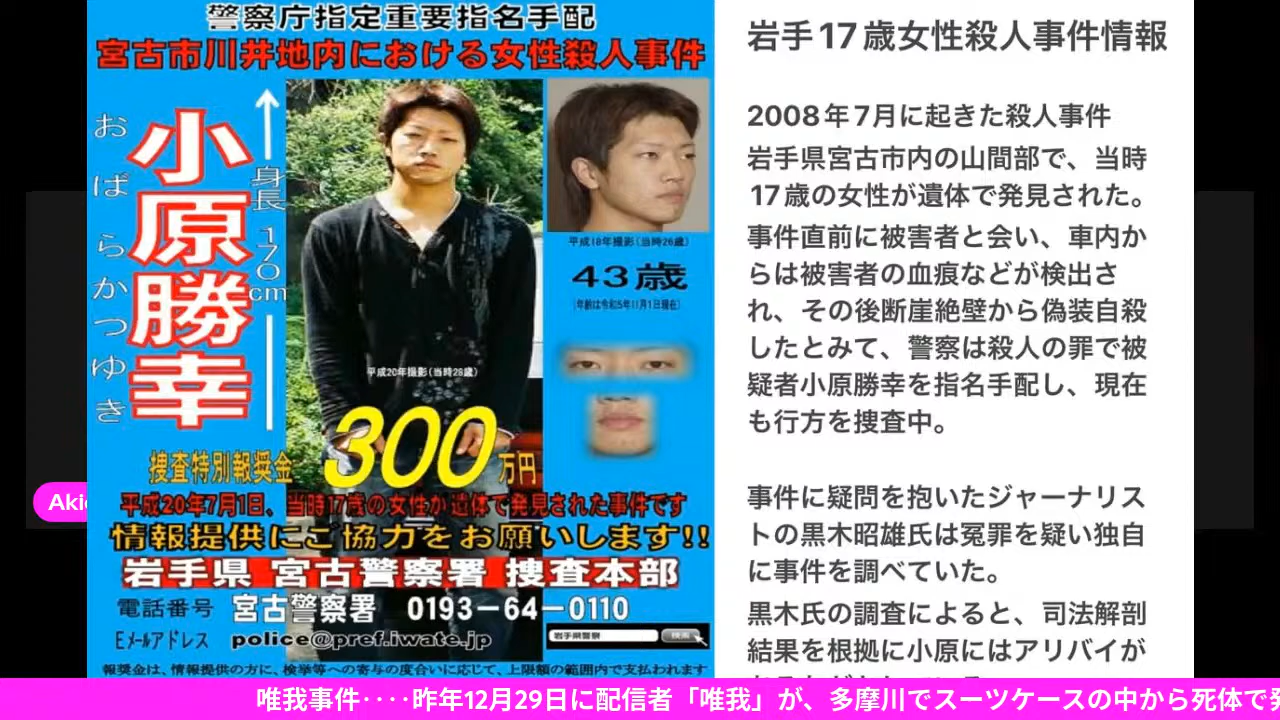 警察庁指定重要指名手配
宮古市川井地内における女性殺人事件
おばら かつゆき
小原勝幸
身長 170cm
平成18年撮影(当時26歳)
43歳
(年齢は令和5年11月1日現在)
平成20年撮影(当時28歳)
捜査特別報奨金 300万円
平成20年7月1日、当時17歳の女性が遺体で発見された事件です
情報提供にご協力をお願いします!!
岩手県 宮古警察署 捜査本部
電話番号 宮古警察署 0193-64-0110
Eメールアドレス police@pref.iwate.jp
岩手県警察 検索
報奨金は、情報提供の方に、検挙等への寄与の度合いに応じて、上限額の範囲内で支払われます
岩手17歳女性殺人事件情報
2008年7月に起きた殺人事件
岩手県宮古市内の山間部で、当時
17歳の女性が遺体で発見された。
事件直前に被害者と会い、車内か
らは被害者の血痕などが検出さ
れ、その後断崖絶壁から偽装自殺
したとみて、警察は殺人の罪で被
疑者小原勝幸を指名手配し、現在
も行方を捜査中。
事件に疑問を抱いたジャーナリス
トの黒木昭雄氏は冤罪を疑い独自
に事件を調べていた。
黒木氏の調査によると、司法解剖
結果を根拠に小原にはアリバイが
Aki
唯我事件‥‥昨年12月29日に配信者「唯我」が、多摩川でスーツケースの中から死体で